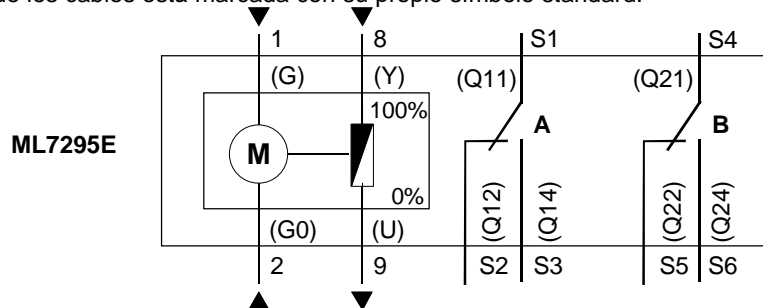 de los cables está marcada con su propio símbolo standard.
1 8 S1 S4
(G) (Y) (Q11) (Q21)
100%
ML7295E M A B
0%
(Q12) (Q14) (Q22) (Q24)
(G0) (U)
2 9 S2 S3 S5 S6